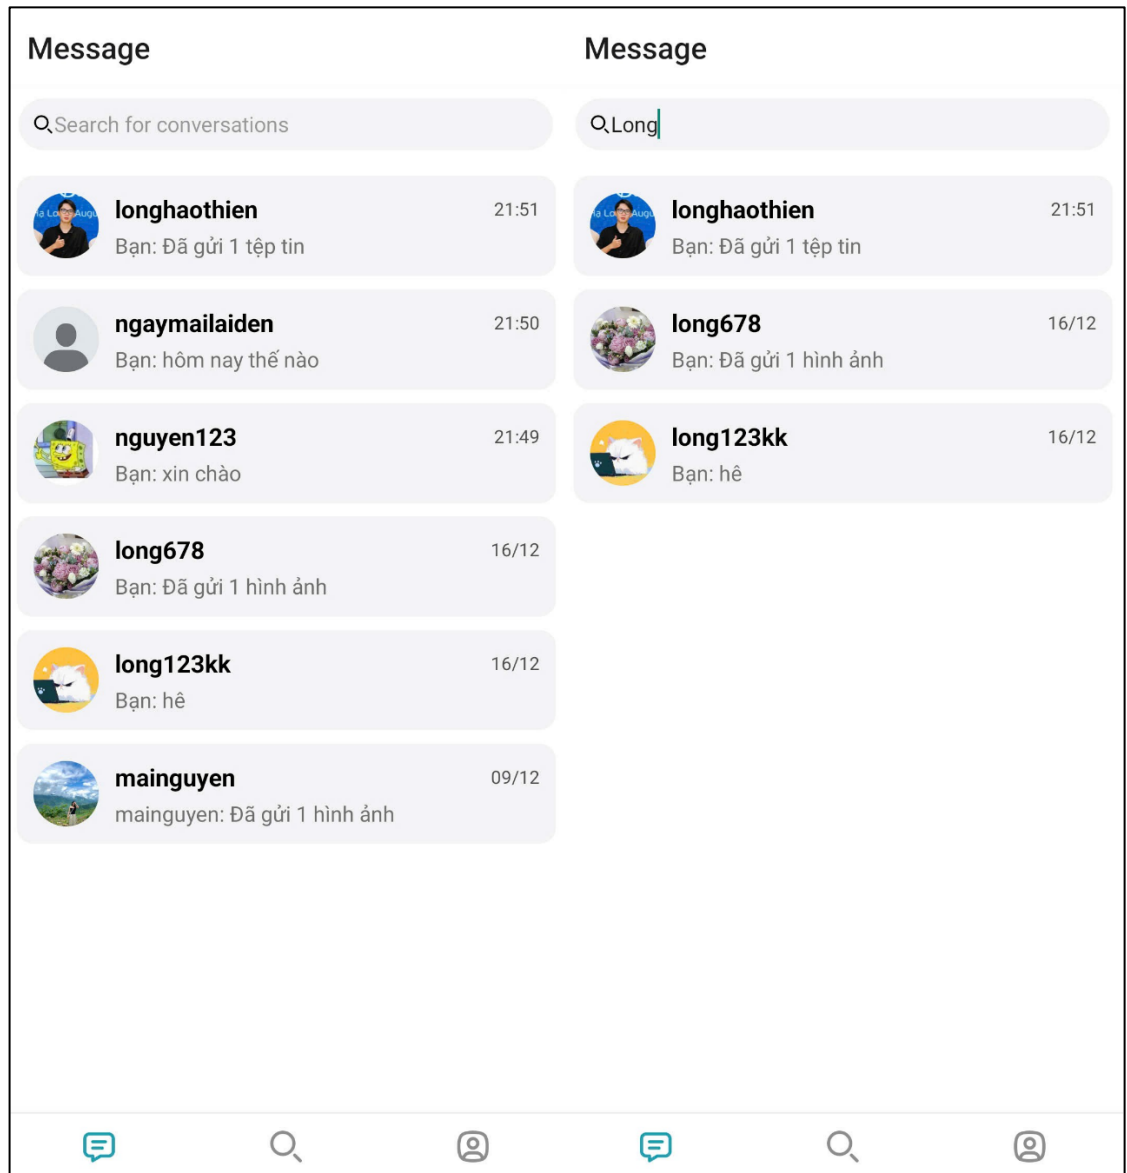 Message
Search for conversations
longhaothien 21:51
Bạn: Đã gửi 1 tệp tin
ngaymailaiden 21:50
Bạn: hôm nay thế nào
nguyen123 21:49
Bạn: xin chào
long678 16/12
Bạn: Đã gửi 1 hình ảnh
long123kk 16/12
Bạn: hê
mainguyen 09/12
mainguyen: Đã gửi 1 hình ảnh
Message
Long
longhaothien 21:51
Bạn: Đã gửi 1 tệp tin
long678 16/12
Bạn: Đã gửi 1 hình ảnh
long123kk 16/12
Bạn: hê